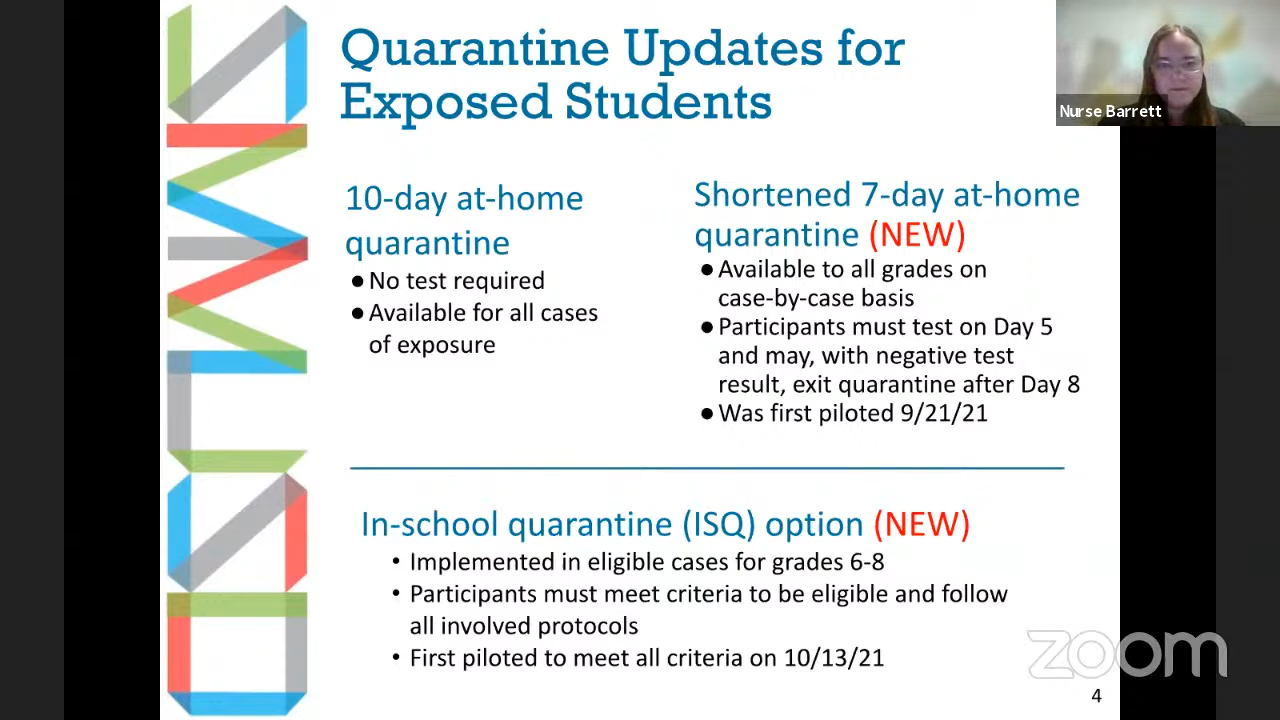 Quarantine Updates for
Exposed Students
Nurse Barrett
10-day at-home
quarantine
● No test required
● Available for all cases
of exposure
Shortened 7-day at-home
quarantine (NEW)
● Available to all grades on
case-by-case basis
● Participants must test on Day 5
and may, with negative test
result, exit quarantine after Day 8
● Was first piloted 9/21/21
In-school quarantine (ISQ) option (NEW)
• Implemented in eligible cases for grades 6-8
• Participants must meet criteria to be eligible and follow
all involved protocols
• First piloted to meet all criteria on 10/13/21
zoom
4